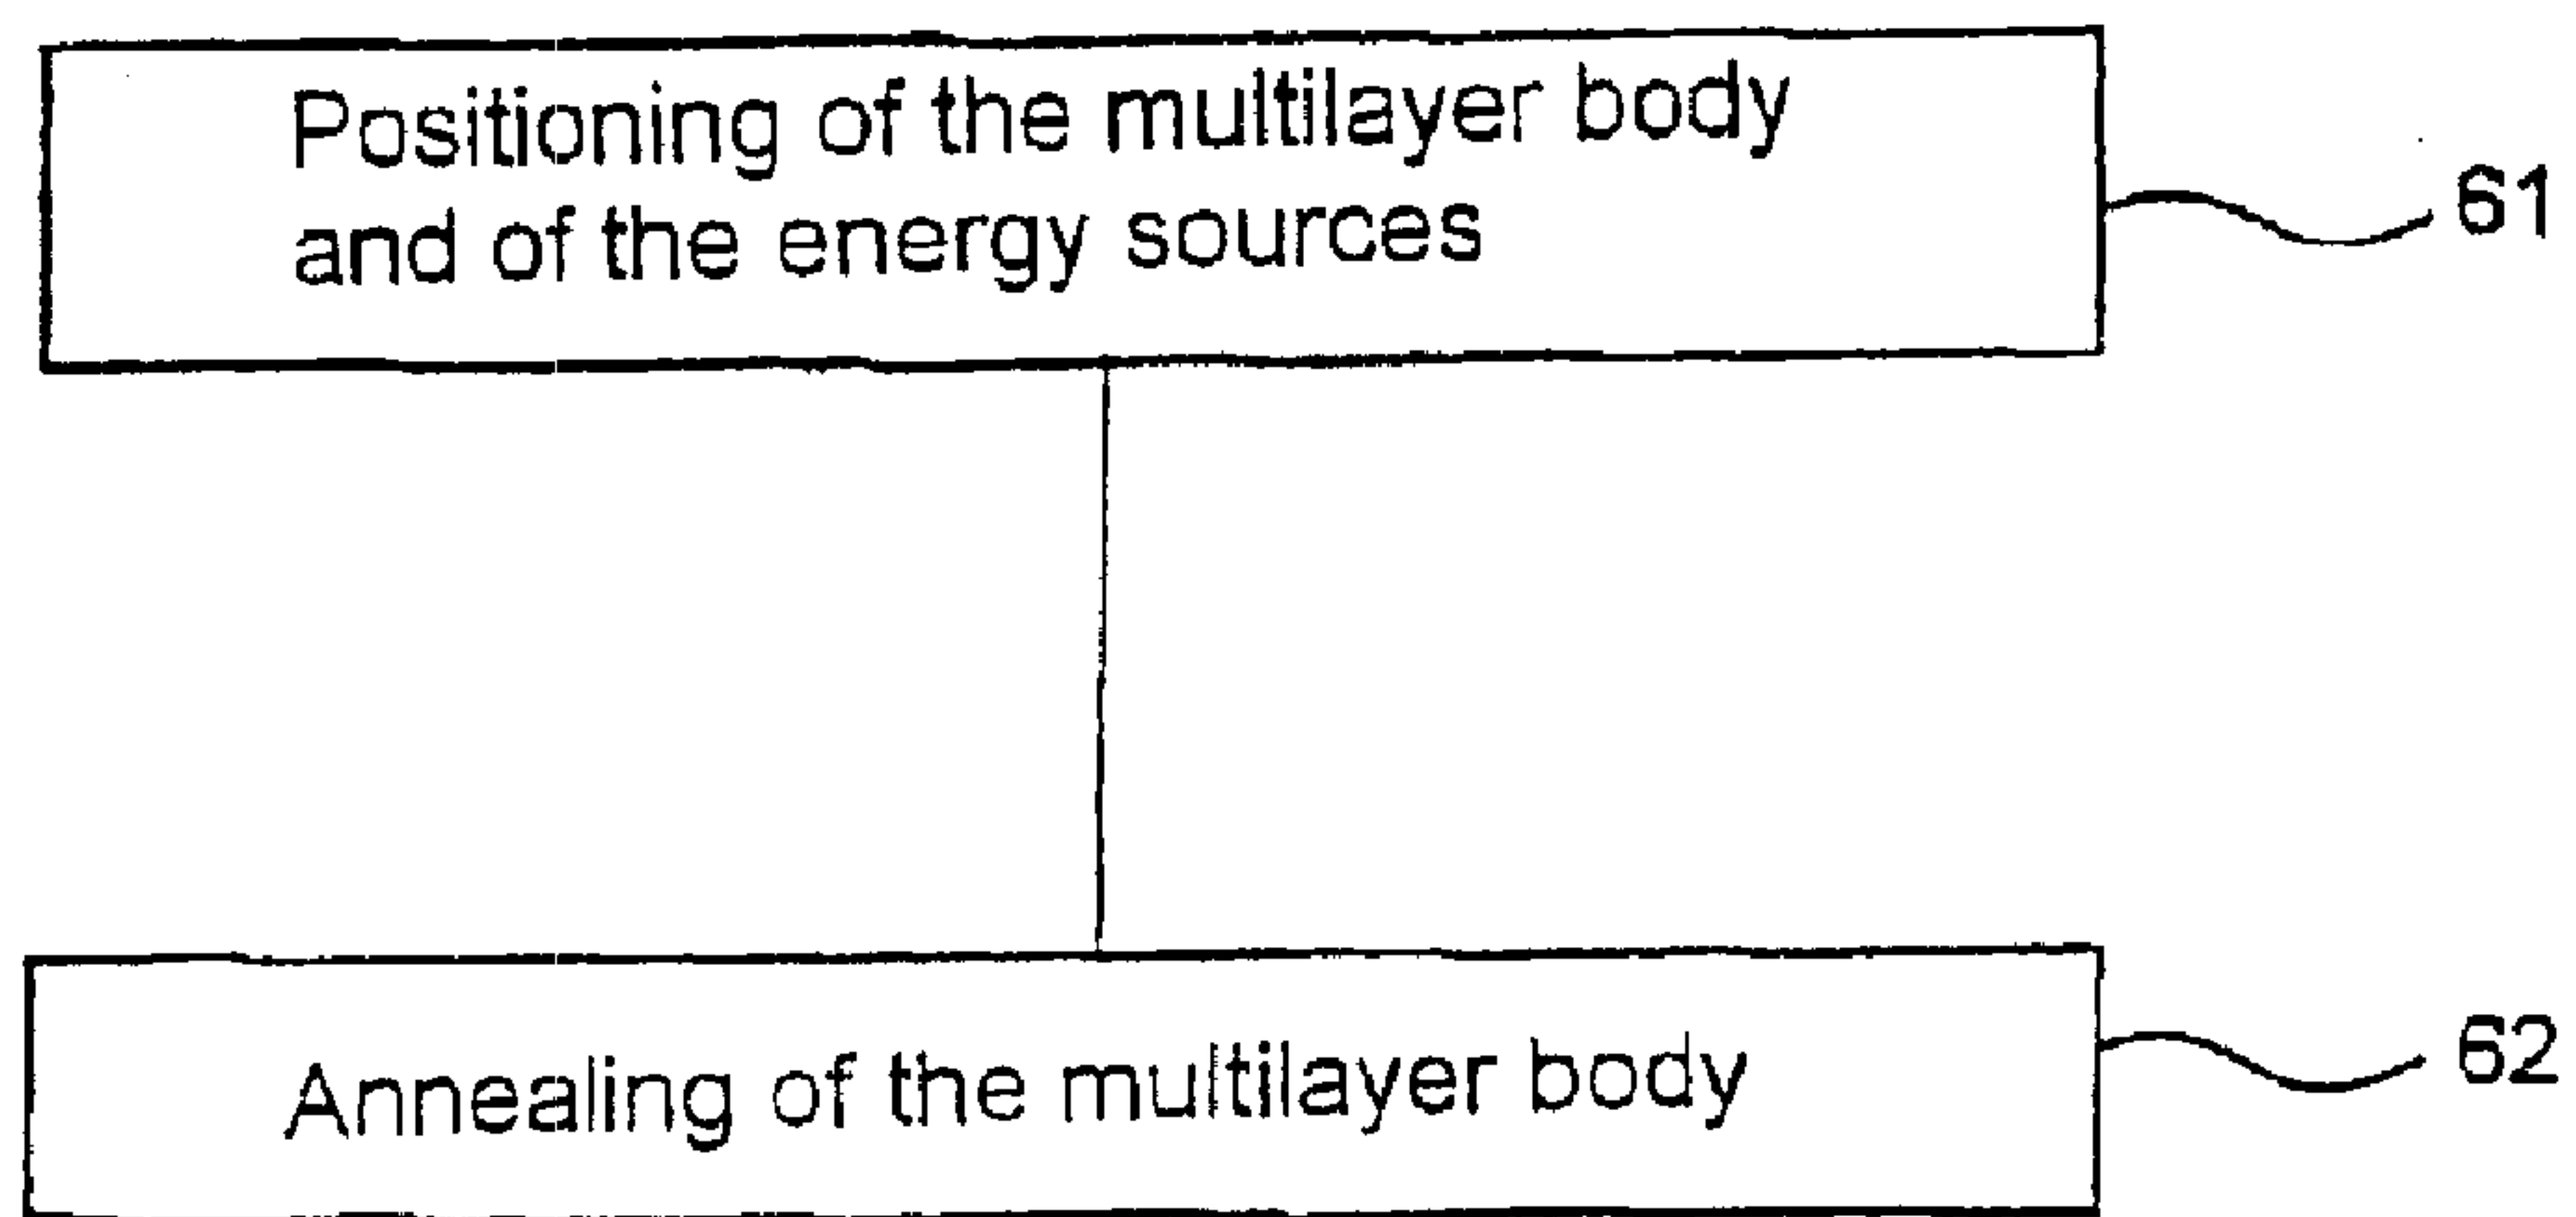 Positioning of the multilayer body
and of the energy sources
61
Annealing of the multilayer body
62